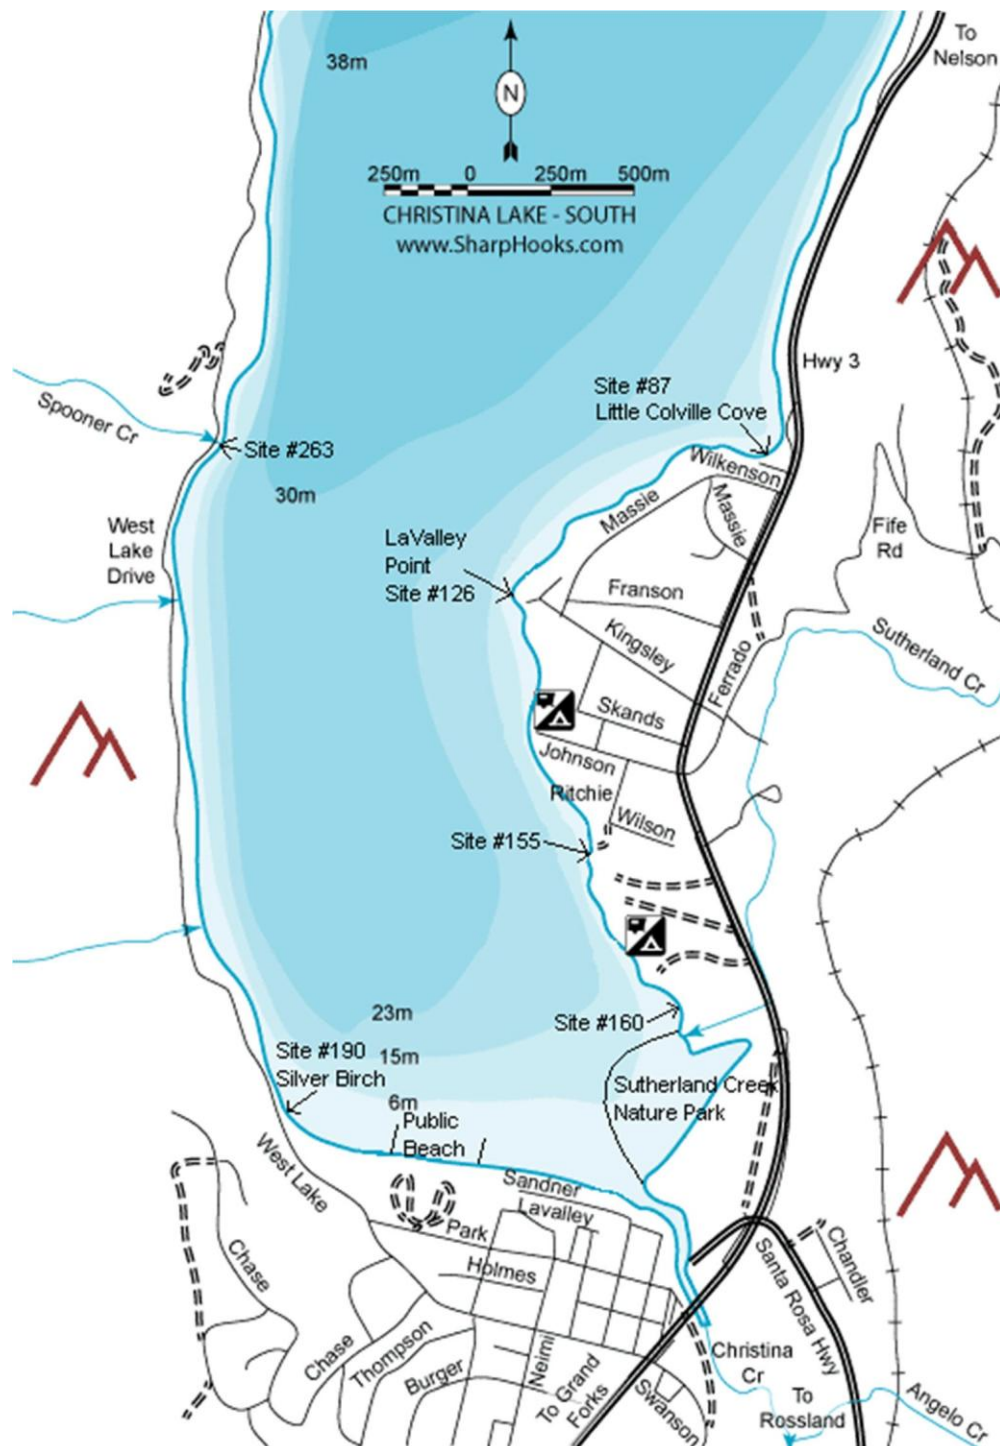 To
Nelson
38m
N
250m 0 250m 500m
CHRISTINA LAKE - SOUTH
www.SharpHooks.com
Hwy 3
Site #87
Little Colville Cove
Spooner Cr
Site #263
Wilkenson
30m
Massie
Massie
West
Lake
Drive
Fife
Rd
LaValley
Point
Site #126
Franson
Kingsley
Sutherland Cr
Ferrado
Skands
Johnson
Ritchie
Wilson
Site #155
23m
Site #160
Site #190
Silver Birch
15m
6m
Sutherland Creek
Nature Park
Public
Beach
West Lake
Sandner
Lavalley
Park
Holmes
Chase
Chandler
Santa Rosa Hwy
Chase
Thompson
Burger
Neimi
To Grand
Forks
Swanson
Christina
Cr
To
Rossland
Angelo Cr